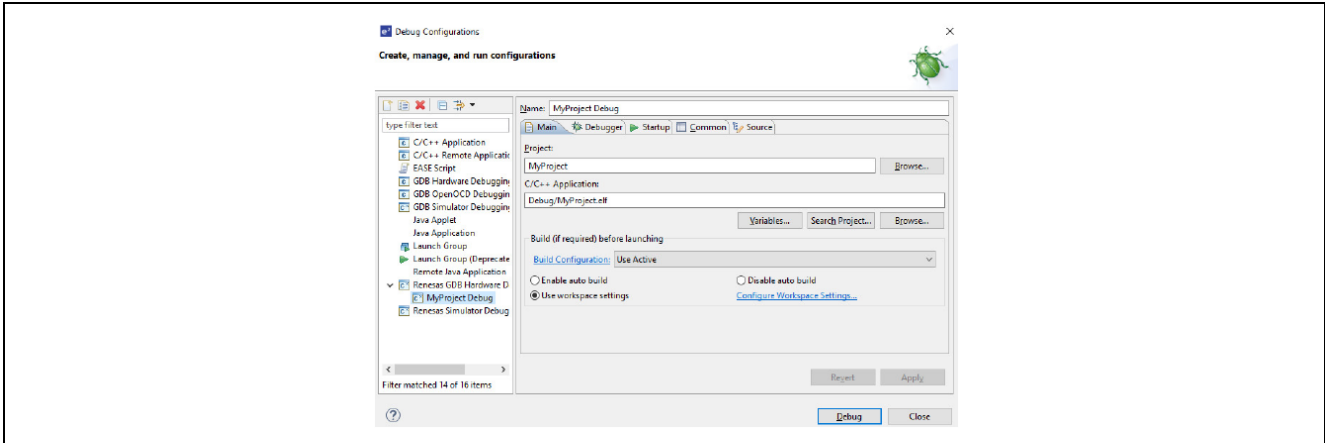 e² Debug Configurations
Create, manage, and run configurations
type filter text
C/C++ Application
C/C++ Remote Applicatic
EASE Script
GDB Hardware Debugging
GDB OpenOCD Debuggin
GDB Simulator Debugging
Java Applet
Java Application
Launch Group
Launch Group (Deprecate
Remote Java Application
Renesas GDB Hardware D
MyProject Debug
Renesas Simulator Debug
Filter matched 14 of 16 items
Name: MyProject Debug
Main Debugger Startup Common Source
Project:
MyProject Browse...
C/C++ Application:
Debug/MyProject.elf
Variables... Search Project... Browse...
Build (if required) before launching
Build Configuration: Use Active
Enable auto build Disable auto build
Use workspace settings Configure Workspace Settings...
Revert Apply
? Debug Close